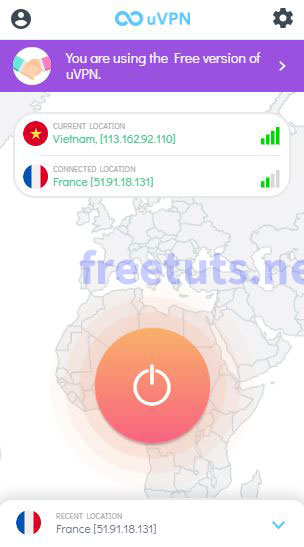 uVPN
You are using the Free version of
uVPN.
CURRENT LOCATION
Vietnam, [113.162.92.110]
CONNECTED LOCATION
France [51.91.18.131]
freetuts.ne
RECENT LOCATION
France [51.91.18.131]